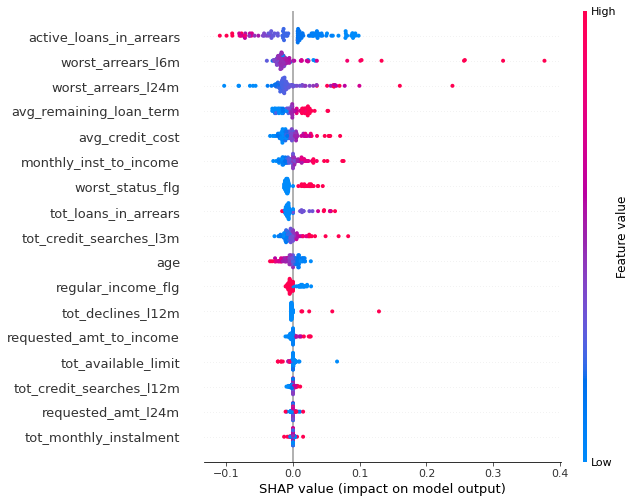 High
active_loans_in_arrears
worst_arrears_l6m
worst_arrears_l24m
avg_remaining_loan_term
avg_credit_cost
monthly_inst_to_income
worst_status_flg
tot_loans_in_arrears
tot_credit_searches_l3m
age
regular_income_flg
tot_declines_l12m
requested_amt_to_income
tot_available_limit
tot_credit_searches_l12m
requested_amt_l24m
tot_monthly_instalment
Feature value
Low
−0.1 0.0 0.1 0.2 0.3 0.4
SHAP value (impact on model output)